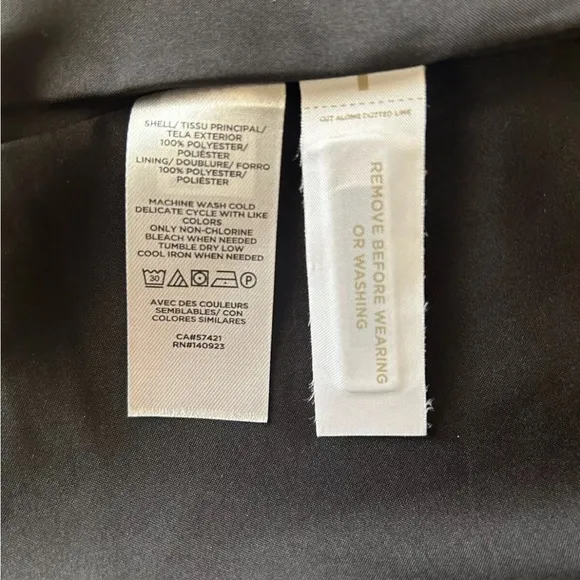 SHELL/ TISSU PRINCIPAL/
TELA EXTERIOR
100% POLYESTER/
POLIÉSTER
LINING/ DOUBLURE/ FORRO
100% POLYESTER/
POLIÉSTER
MACHINE WASH COLD
DELICATE CYCLE WITH LIKE
COLORS
ONLY NON-CHLORINE
BLEACH WHEN NEEDED
TUMBLE DRY LOW
COOL IRON WHEN NEEDED
30 P
AVEC DES COULEURS
SEMBLABLES/ CON
COLORES SIMILARES
CA#57421
RN#140923
CUT ALONG DOTTED LINE
REMOVE BEFORE WEARING
OR WASHING